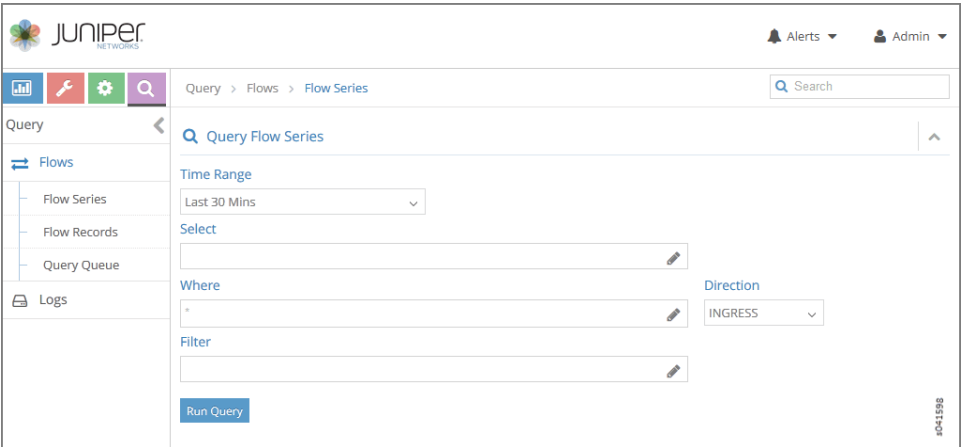 JUNIPER
NETWORKS
Alerts
Admin
Query > Flows > Flow Series
Search
Query
Flows
Flow Series
Flow Records
Query Queue
Logs
Query Flow Series
Time Range
Last 30 Mins
Select
Where
*
Direction
INGRESS
Filter
Run Query
s041598